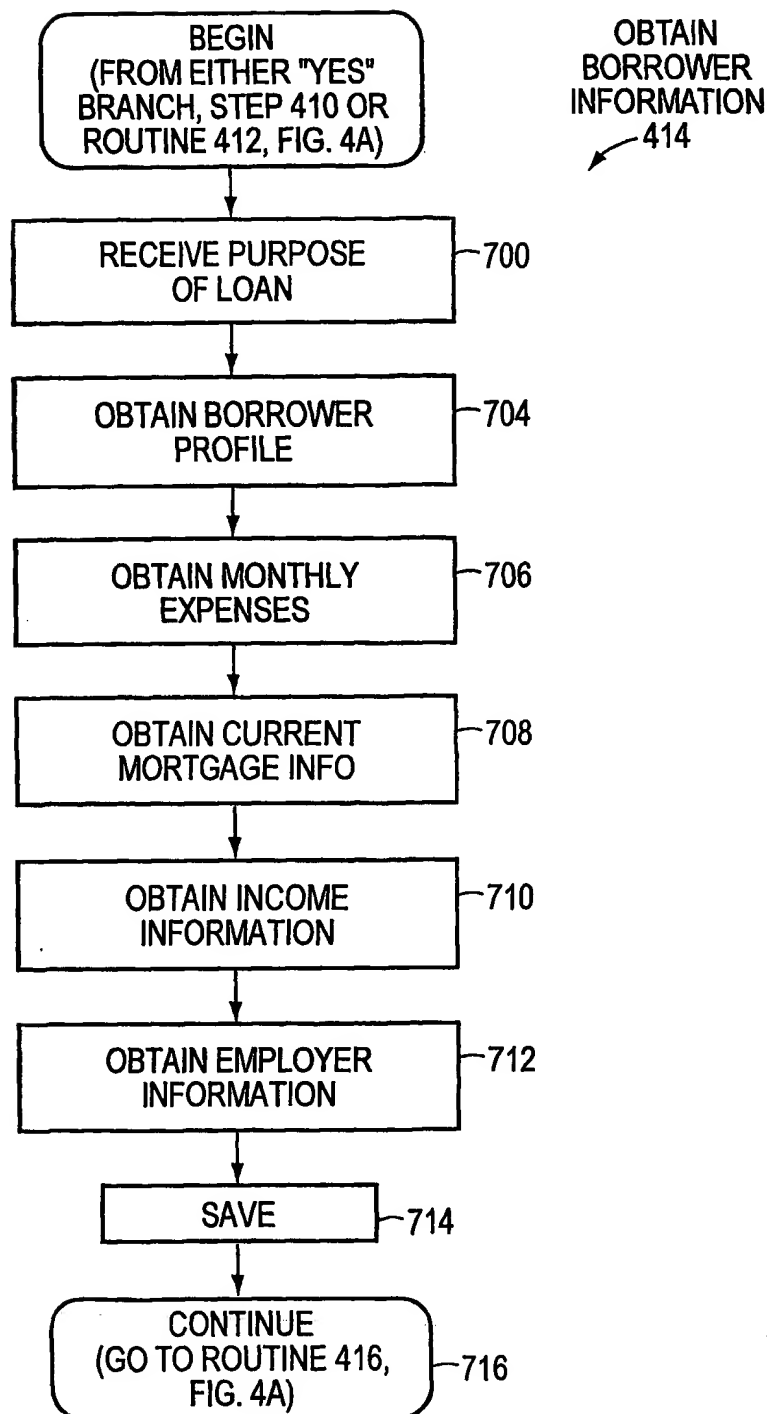 BEGIN
(FROM EITHER "YES"
BRANCH, STEP 410 OR
ROUTINE 412, FIG. 4A)
OBTAIN
BORROWER
INFORMATION
414
RECEIVE PURPOSE
OF LOAN
700
OBTAIN BORROWER
PROFILE
704
OBTAIN MONTHLY
EXPENSES
706
OBTAIN CURRENT
MORTGAGE INFO
708
OBTAIN INCOME
INFORMATION
710
OBTAIN EMPLOYER
INFORMATION
712
SAVE
714
CONTINUE
(GO TO ROUTINE 416,
FIG. 4A)
716